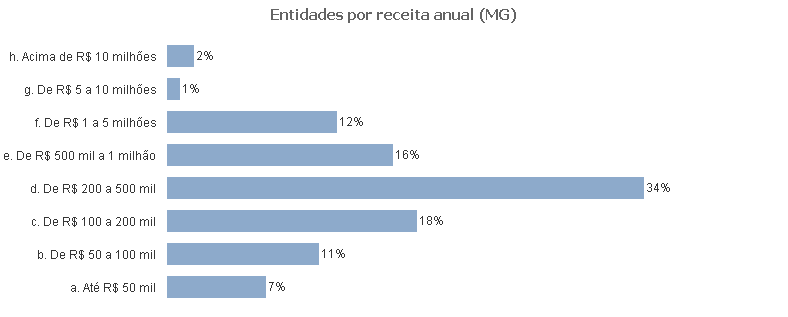 Entidades por receita anual (MG)
h. Acima de R$ 10 milhões 2%
g. De R$ 5 a 10 milhões 1%
f. De R$ 1 a 5 milhões 12%
e. De R$ 500 mil a 1 milhão 16%
d. De R$ 200 a 500 mil 34%
c. De R$ 100 a 200 mil 18%
b. De R$ 50 a 100 mil 11%
a. Até R$ 50 mil 7%